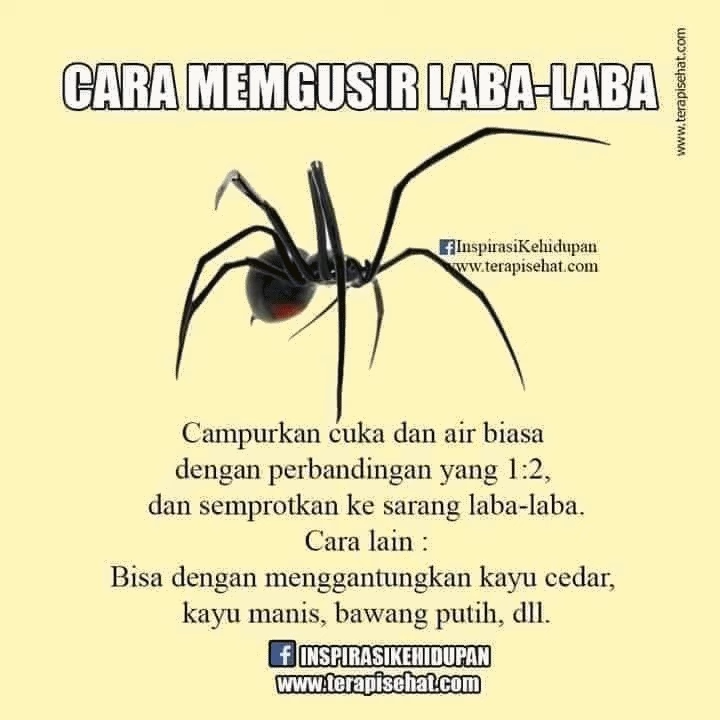 www.terapisehat.com
CARA MEMGUSIR LABA-LABA
InspirasiKehidupan
www.terapisehat.com
Campurkan cuka dan air biasa
dengan perbandingan yang 1:2,
dan semprotkan ke sarang laba-laba.
Cara lain :
Bisa dengan menggantungkan kayu cedar,
kayu manis, bawang putih, dll.
f INSPIRASIKEHIDUPAN
www.terapisehat.com